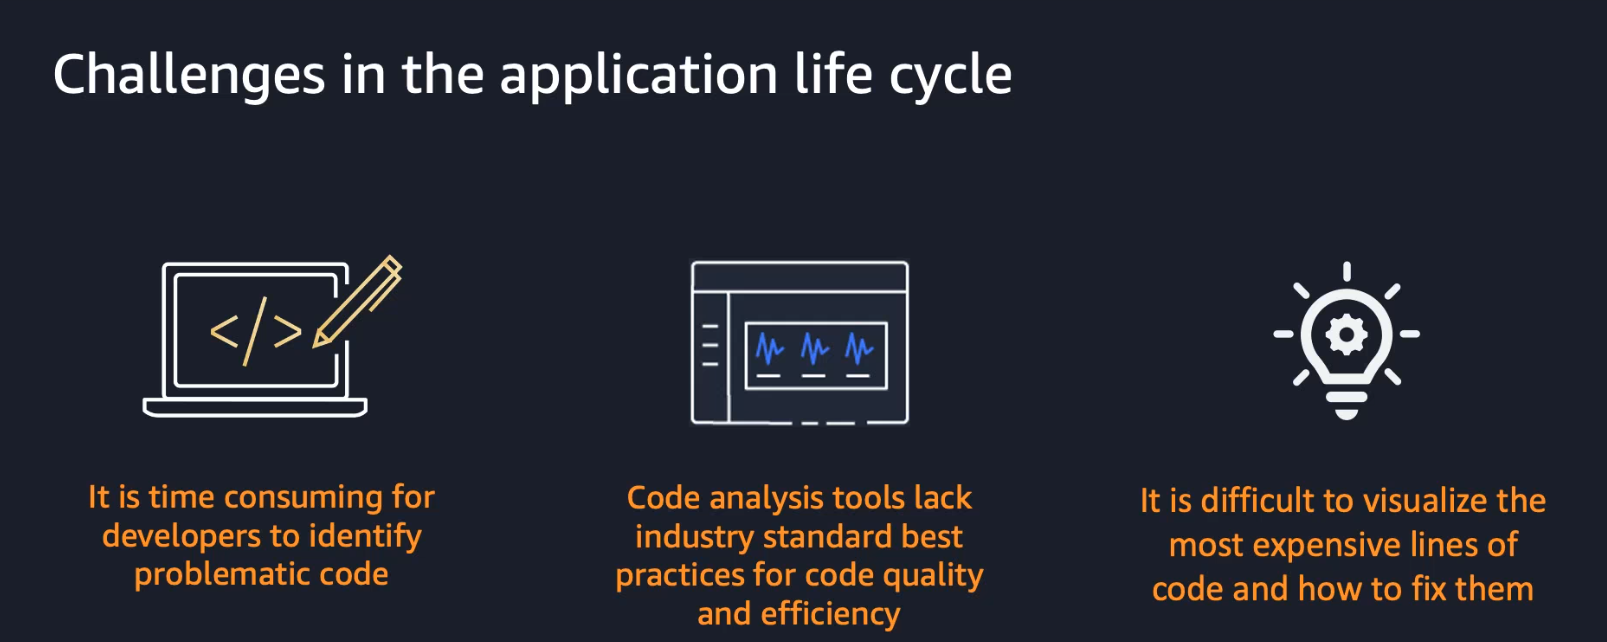 Challenges in the application life cycle
</>
It is time consuming for
developers to identify
problematic code
Code analysis tools lack
industry standard best
practices for code quality
and efficiency
It is difficult to visualize the
most expensive lines of
code and how to fix them